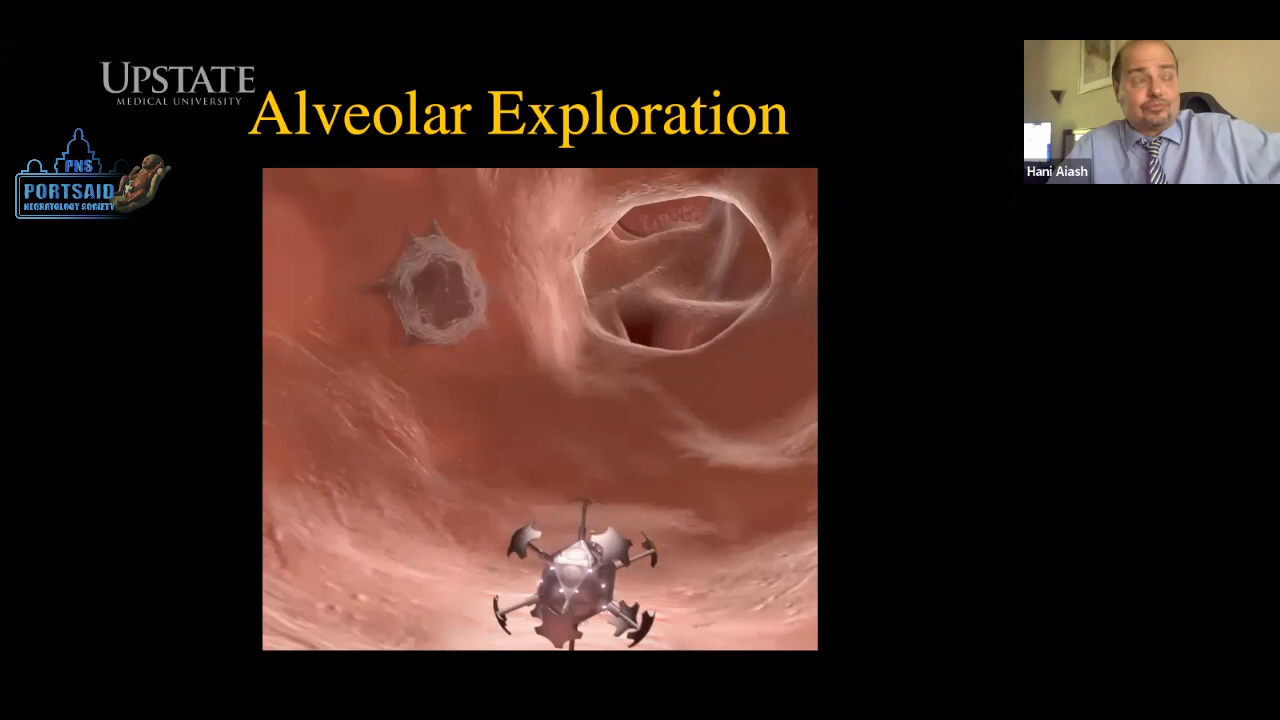 UPSTATE
MEDICAL UNIVERSITY
Alveolar Exploration
PNS
PORTSAID
NEONATOLOGY SOCIETY
Hani Aiash